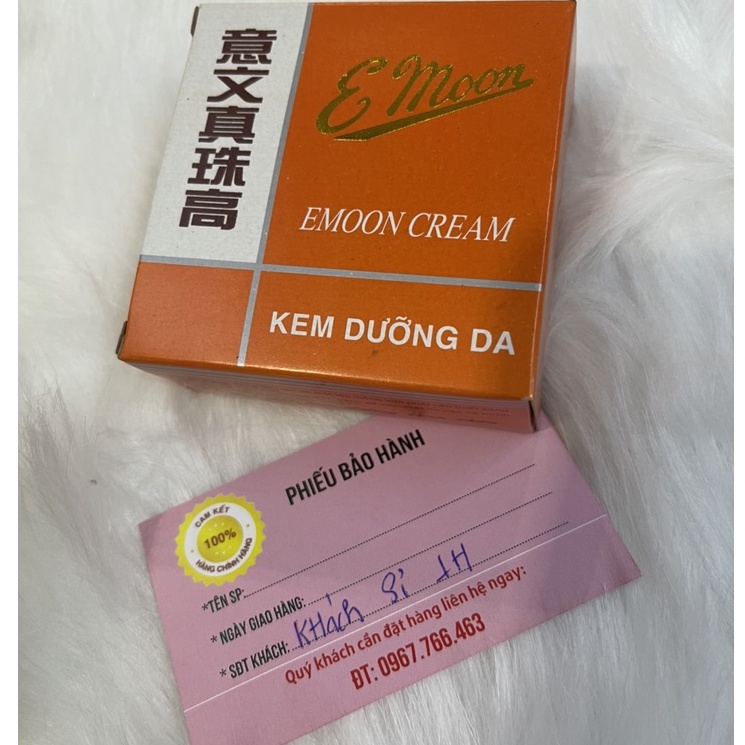 意文真珠高
E Moon
EMOON CREAM
KEM DƯỠNG DA
PHIẾU BẢO HÀNH
CAM KẾT
100%
HÀNG CHÍNH HÃNG
*TÊN SP:
* NGÀY GIAO HÀNG:
* SĐT KHÁCH: KHách Sỉ
Quý khách cần đặt hàng liên hệ ngay:
ĐT: 0967.766.463